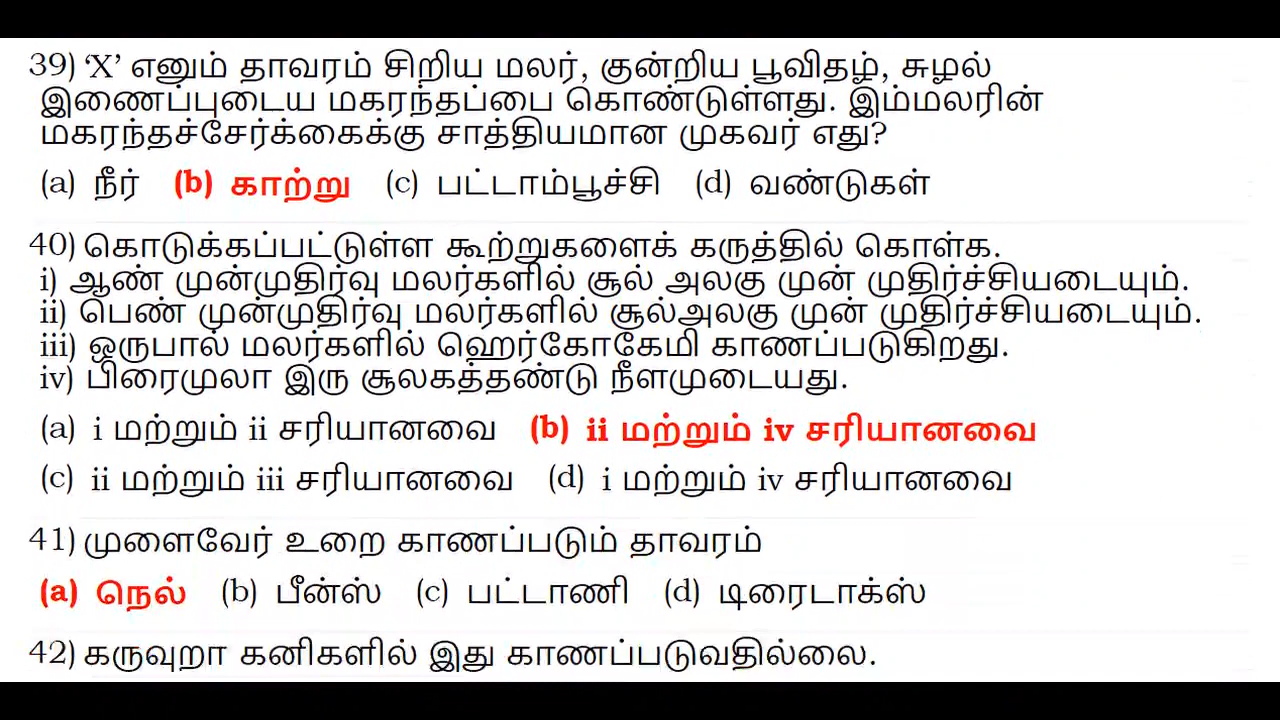 39) ‘X’ எனும் தாவரம் சிறிய மலர், குன்றிய பூவிதழ், சுழல்
இணைப்புடைய மகரந்தப்பை கொண்டுள்ளது. இம்மலரின்
மகரந்தச்சேர்க்கைக்கு சாத்தியமான முகவர் எது?
(a) நீர் (b) காற்று (c) பட்டாம்பூச்சி (d) வண்டுகள்
40) கொடுக்கப்பட்டுள்ள கூற்றுகளைக் கருத்தில் கொள்க.
i) ஆண் முன்முதிர்வு மலர்களில் சூல் அலகு முன் முதிர்ச்சியடையும்.
ii) பெண் முன்முதிர்வு மலர்களில் சூல்அலகு முன் முதிர்ச்சியடையும்.
iii) ஒருபால் மலர்களில் ஹெர்கோகேமி காணப்படுகிறது.
iv) பிரைமுலா இரு சூலகத்தண்டு நீளமுடையது.
(a) i மற்றும் ii சரியானவை (b) ii மற்றும் iv சரியானவை
(c) ii மற்றும் iii சரியானவை (d) i மற்றும் iv சரியானவை
41) முளைவேர் உறை காணப்படும் தாவரம்
(a) நெல் (b) பீன்ஸ் (c) பட்டாணி (d) டிரைடாக்ஸ்
42) கருவுறா கனிகளில் இது காணப்படுவதில்லை.